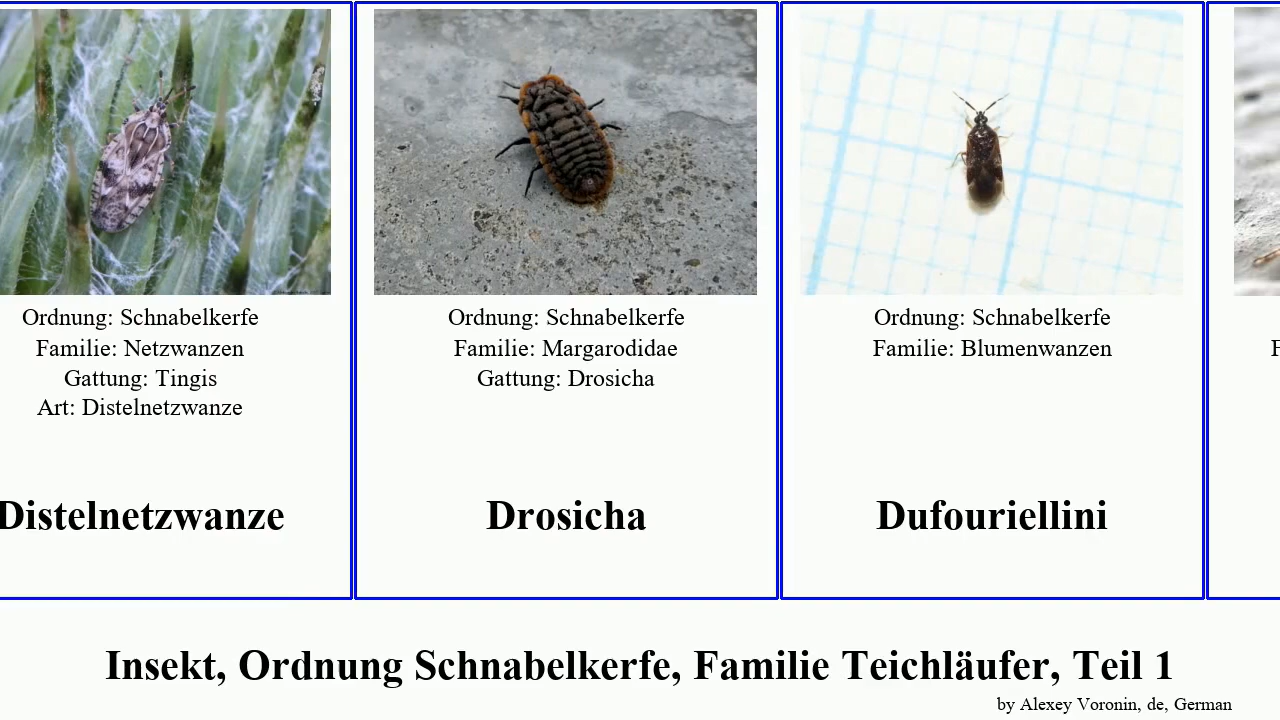 Ordnung: Schnabelkerfe
Familie: Netzwanzen
Gattung: Tingis
Art: Distelnetzwanze
Distelnetzwanze
Ordnung: Schnabelkerfe
Familie: Margarodidae
Gattung: Drosicha
Drosicha
Ordnung: Schnabelkerfe
Familie: Blumenwanzen
Dufouriellini
F
Insekt, Ordnung Schnabelkerfe, Familie Teichläufer, Teil 1
by Alexey Voronin, de, German